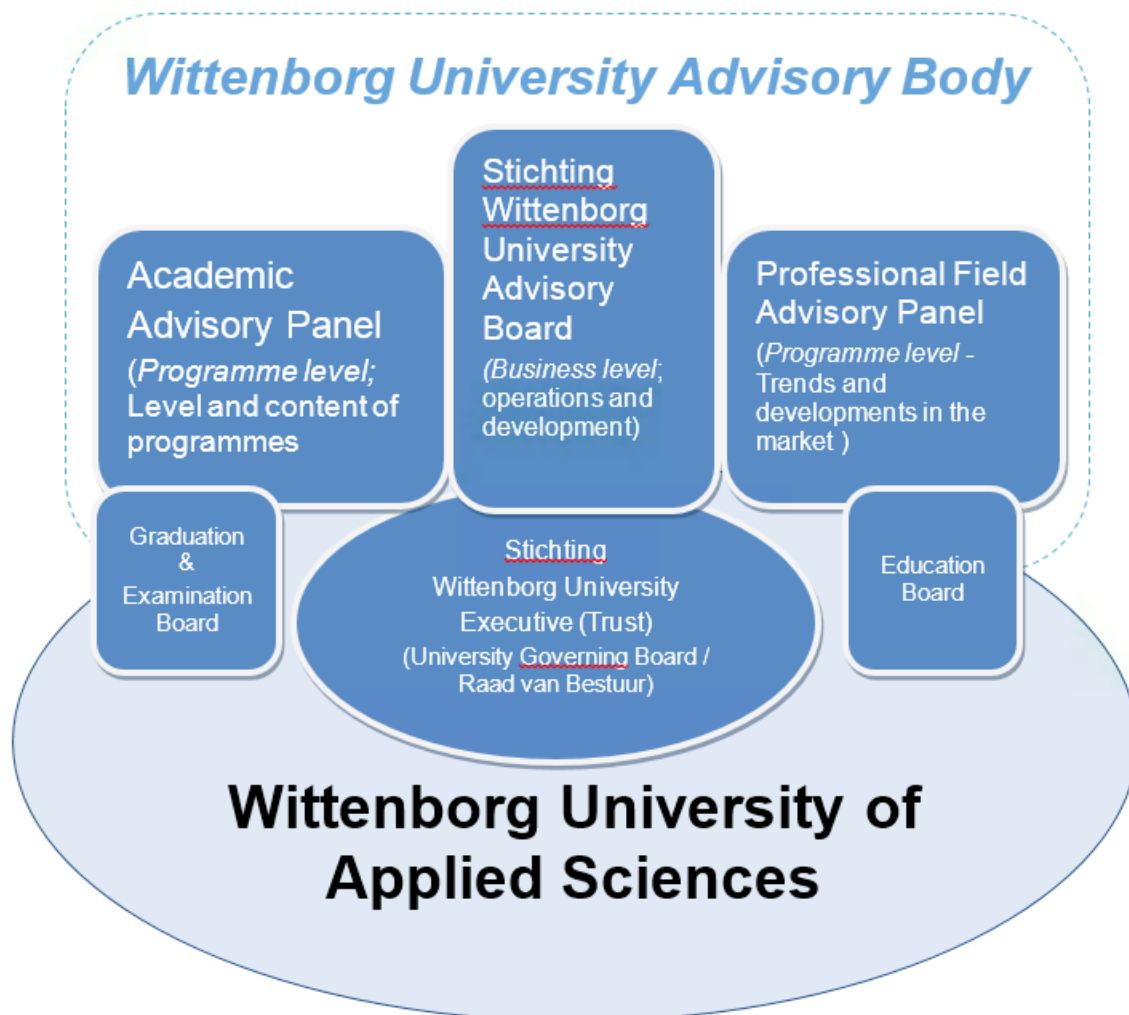 Wittenborg University Advisory Body
Stichting
Wittenborg
University
Advisory
Board
(Business level;
operations and
development)
Academic
Advisory Panel
(Programme level;
Level and content of
programmes
Professional Field
Advisory Panel
(Programme level -
Trends and
developments in the
market )
Graduation
&
Examination
Board
Stichting
Wittenborg University
Executive (Trust)
(University Governing Board /
Raad van Bestuur)
Education
Board
Wittenborg University of
Applied Sciences